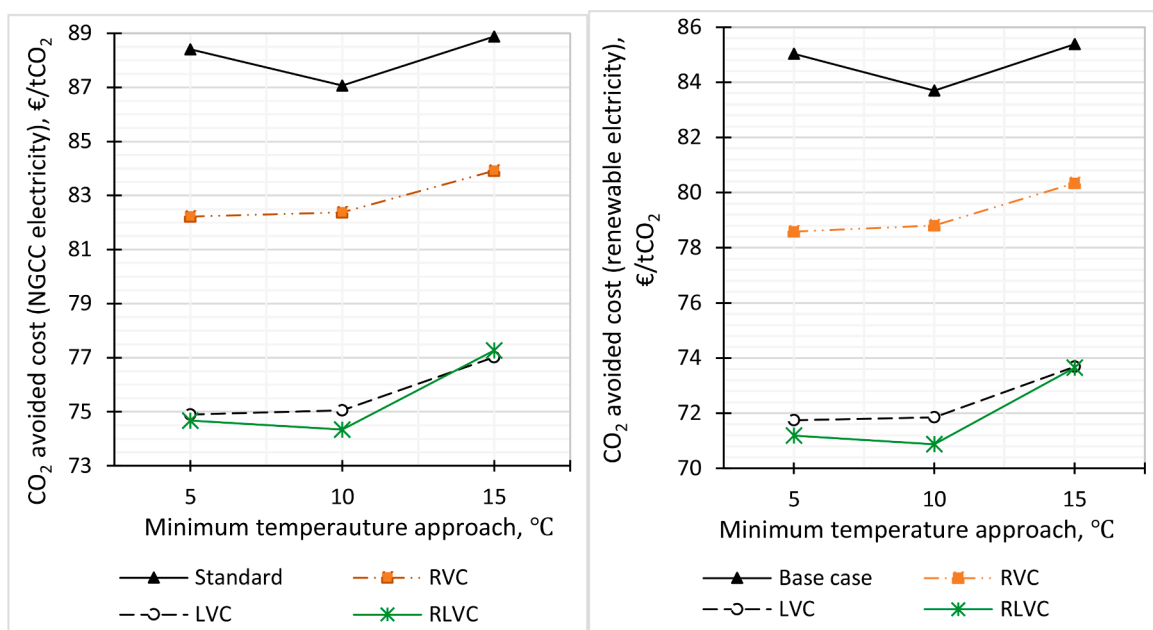 CO₂ avoided cost (NGCC electricity), €/tCO₂
89
87
85
83
81
79
77
75
73
5 10 15
Minimum temperauture approach, °C
Standard RVC
LVC RLVC
CO₂ avoided cost (renewable elctricity),
€/tCO₂
86
84
82
80
78
76
74
72
70
5 10 15
Minimum temperature approach, °C
Base case RVC
LVC RLVC